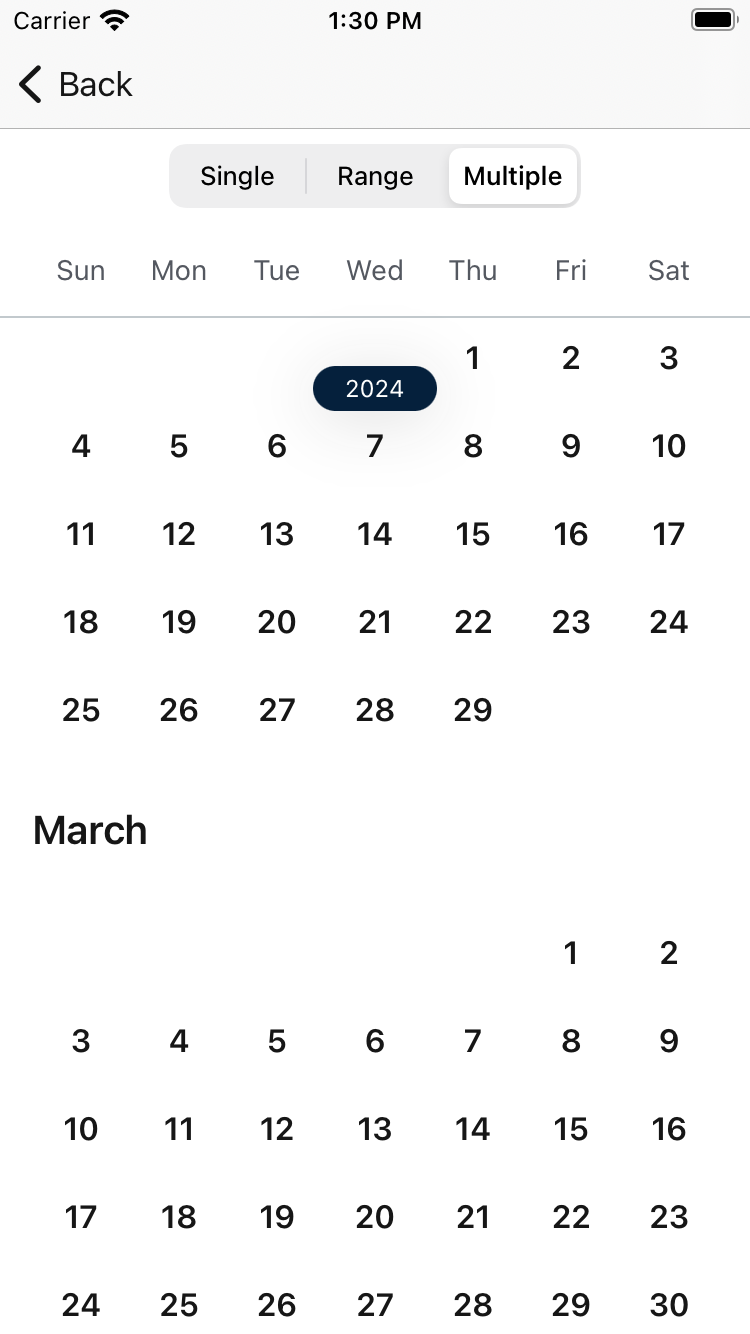 Carrier 1:30 PM
Back
Single Range Multiple
Sun Mon Tue Wed Thu Fri Sat
1 2 3
2024
4 5 6 7 8 9 10
11 12 13 14 15 16 17
18 19 20 21 22 23 24
25 26 27 28 29
March
1 2
3 4 5 6 7 8 9
10 11 12 13 14 15 16
17 18 19 20 21 22 23
24 25 26 27 28 29 30